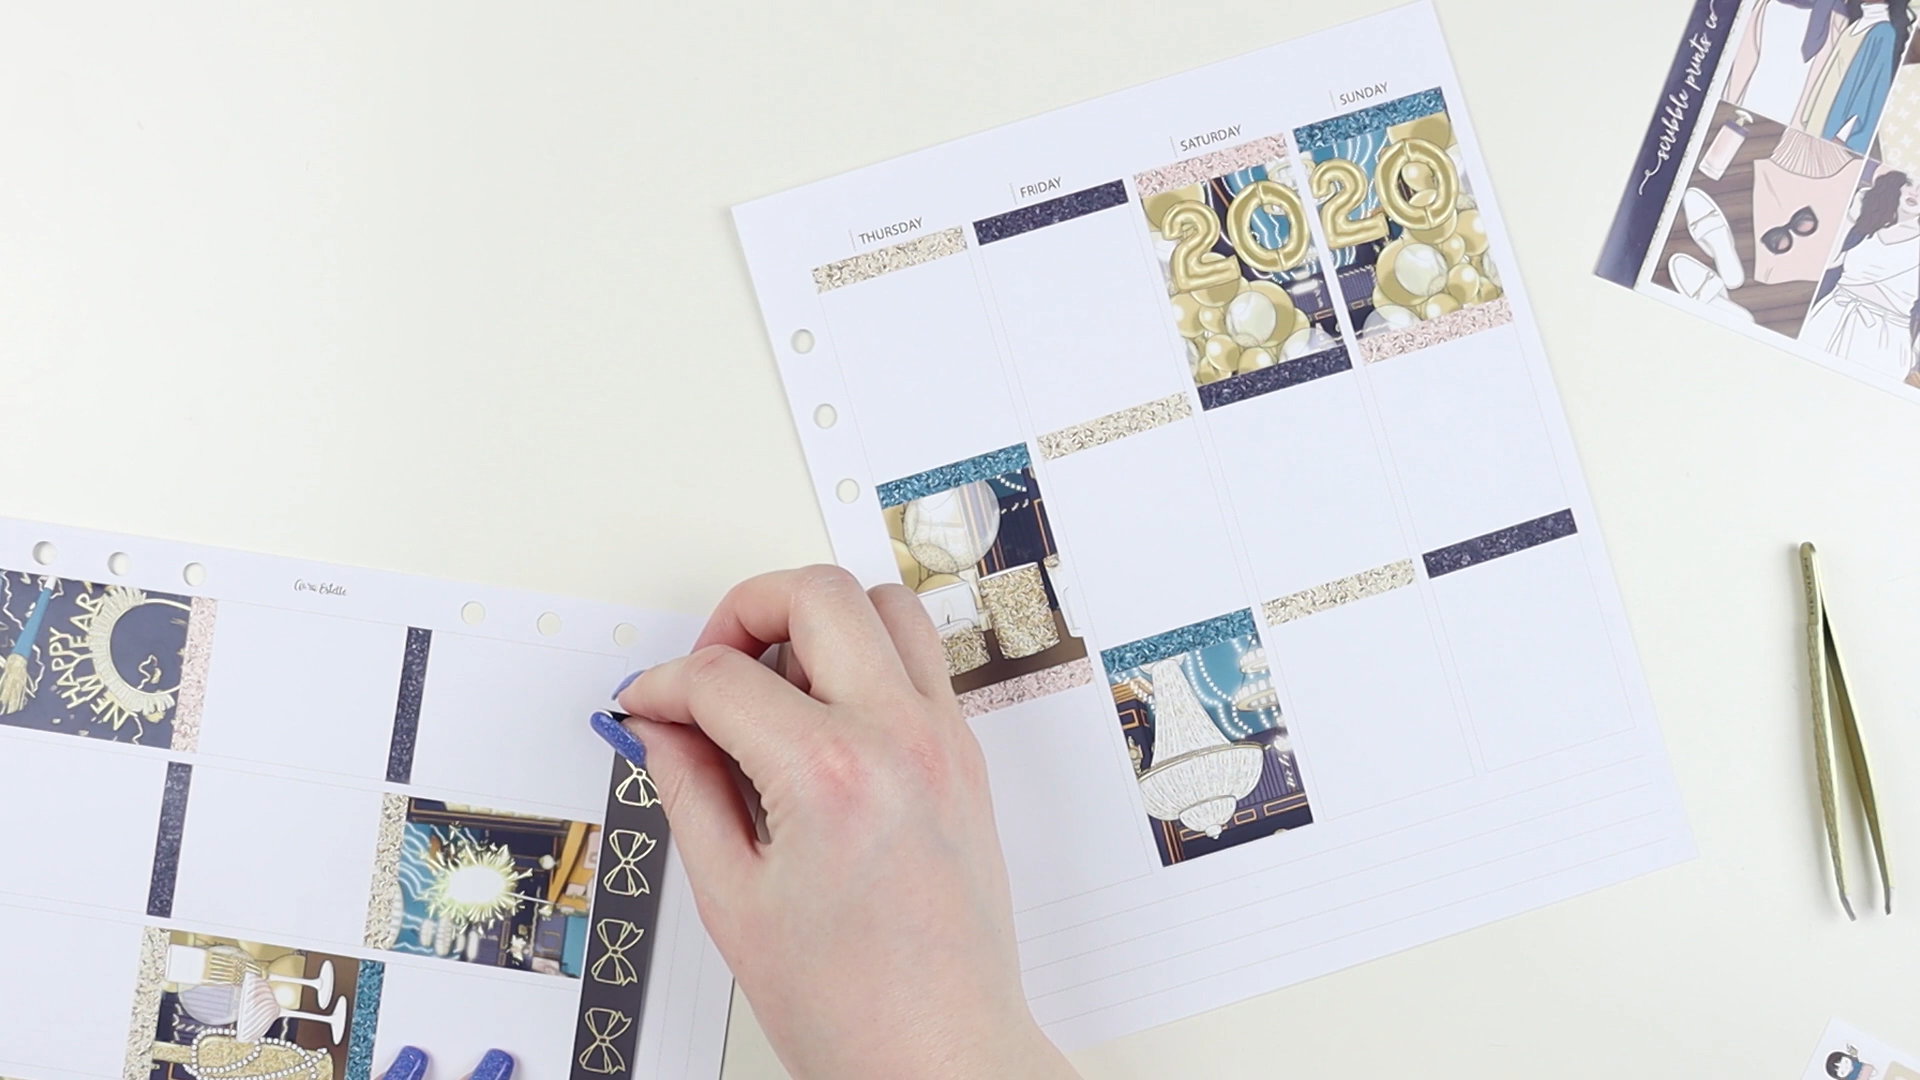 THURSDAY
FRIDAY
SATURDAY
SUNDAY
2020
scribble prints co
HAPPY
NEW YEAR